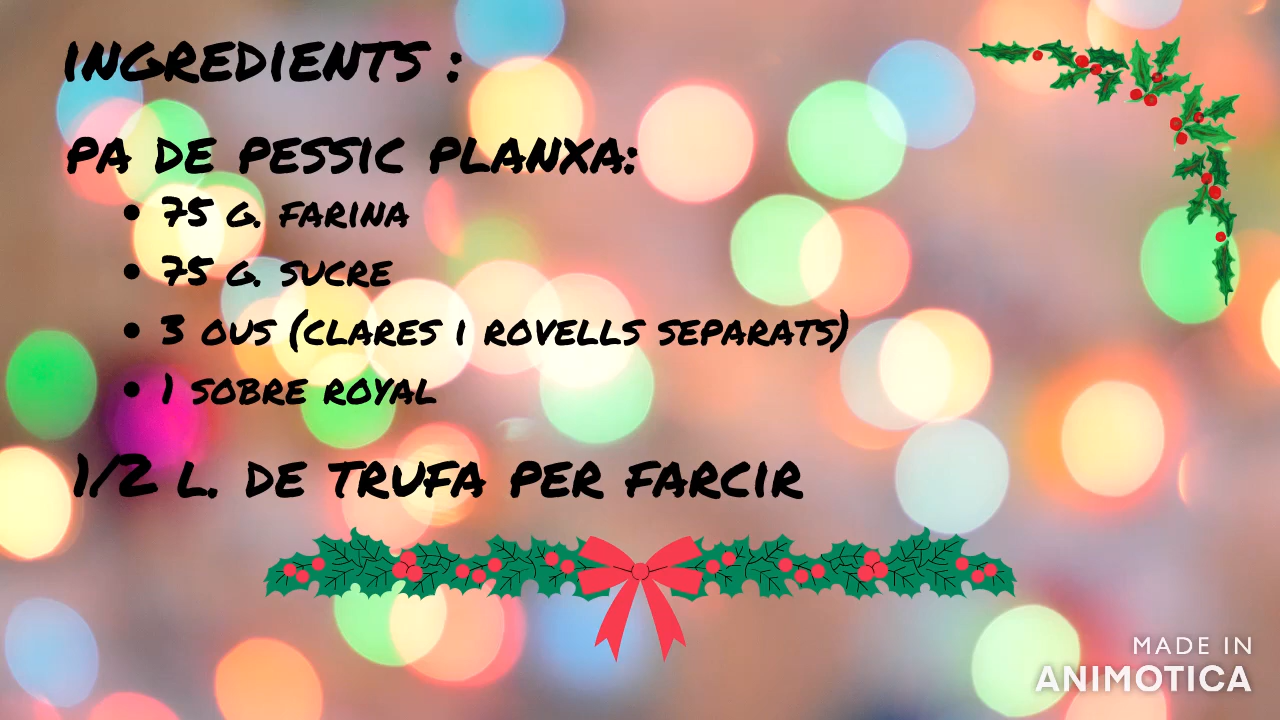 INGREDIENTS :
PA DE PESSIC PLANXA:
• 75 G. FARINA
• 75 G. SUCRE
• 3 OUS (CLARES I ROVELLS SEPARATS)
• 1 SOBRE ROYAL
1/2 L. DE TRUFA PER FARCIR
MADE IN
ANIMOTICA